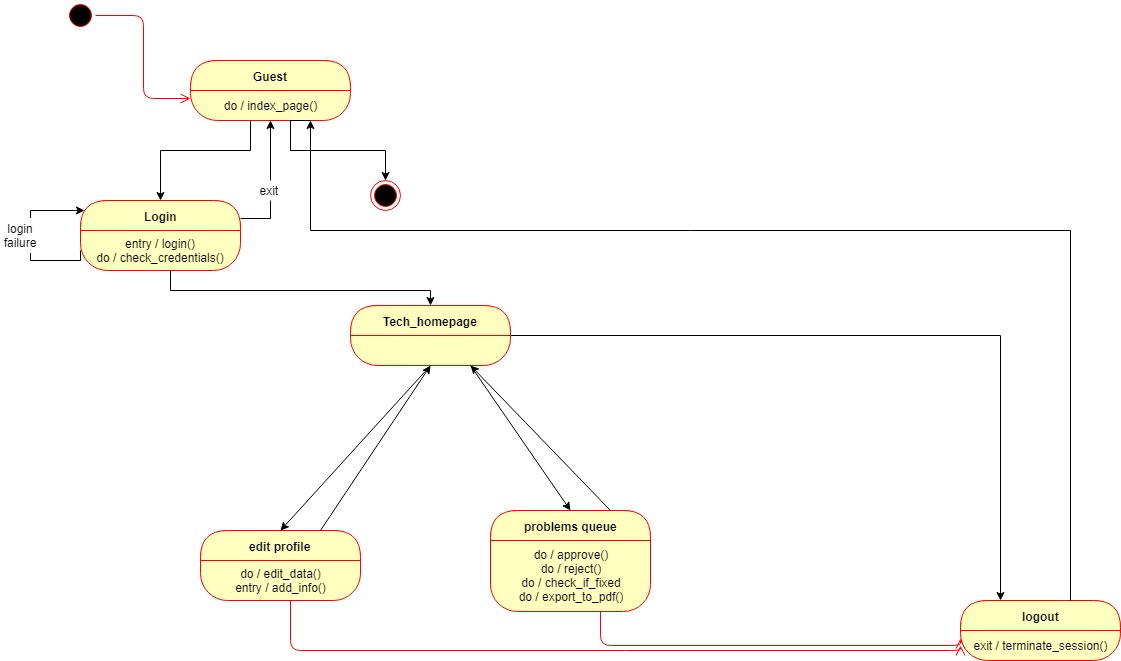 Guest
do / index_page()
exit
login
failure
Login
entry / login()
do / check_credentials()
Tech_homepage
edit profile
do / edit_data()
entry / add_info()
problems queue
do / approve()
do / reject()
do / check_if_fixed
do / export_to_pdf()
logout
exit / terminate_session()